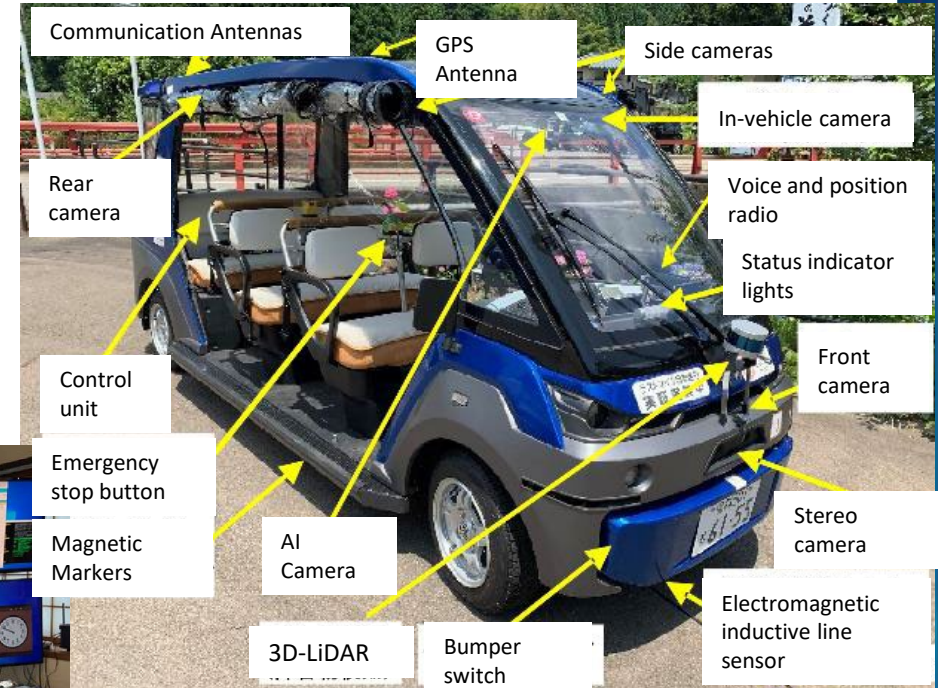 Communication Antennas
GPS
Antenna
Side cameras
In-vehicle camera
Rear
camera
Voice and position
radio
Status indicator
lights
Control
unit
Front
camera
Emergency
stop button
Magnetic
Markers
AI
Camera
Stereo
camera
3D-LiDAR
Bumper
switch
Electromagnetic
inductive line
sensor
61-53